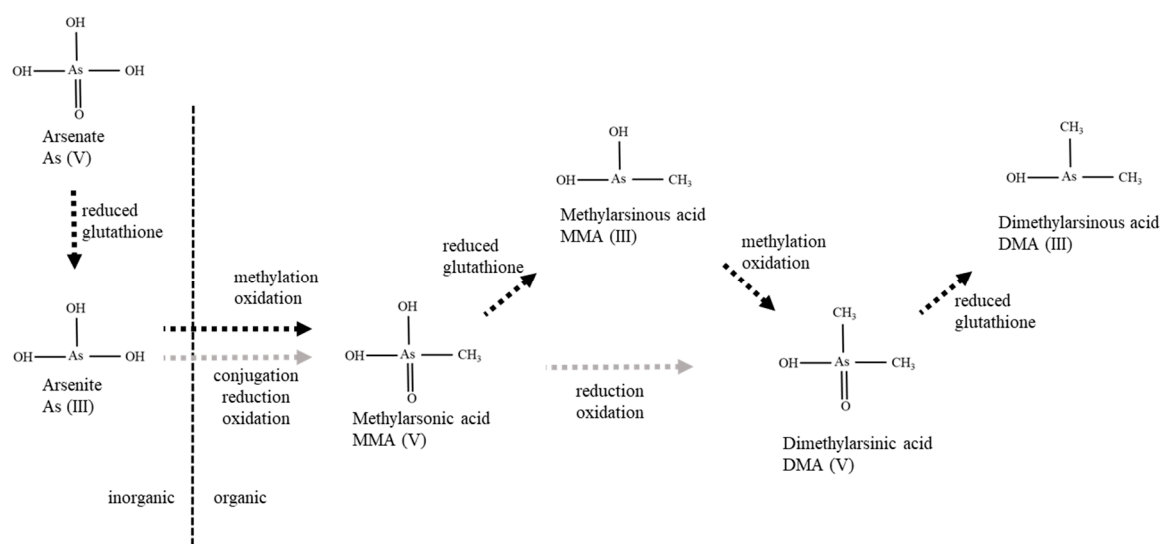 OH
OH As OH
O
Arsenate
As (V)
reduced
glutathione
OH
OH As OH
Arsenite
As (III)
inorganic
organic
methylation
oxidation
conjugation
reduction
oxidation
OH
OH As CH3
O
Methylarsonic acid
MMA (V)
reduced
glutathione
OH
OH As CH3
Methylarsinous acid
MMA (III)
methylation
oxidation
reduction
oxidation
CH3
OH As CH3
O
Dimethylarsinic acid
DMA (V)
reduced
glutathione
CH3
OH As CH3
Dimethylarsinous acid
DMA (III)